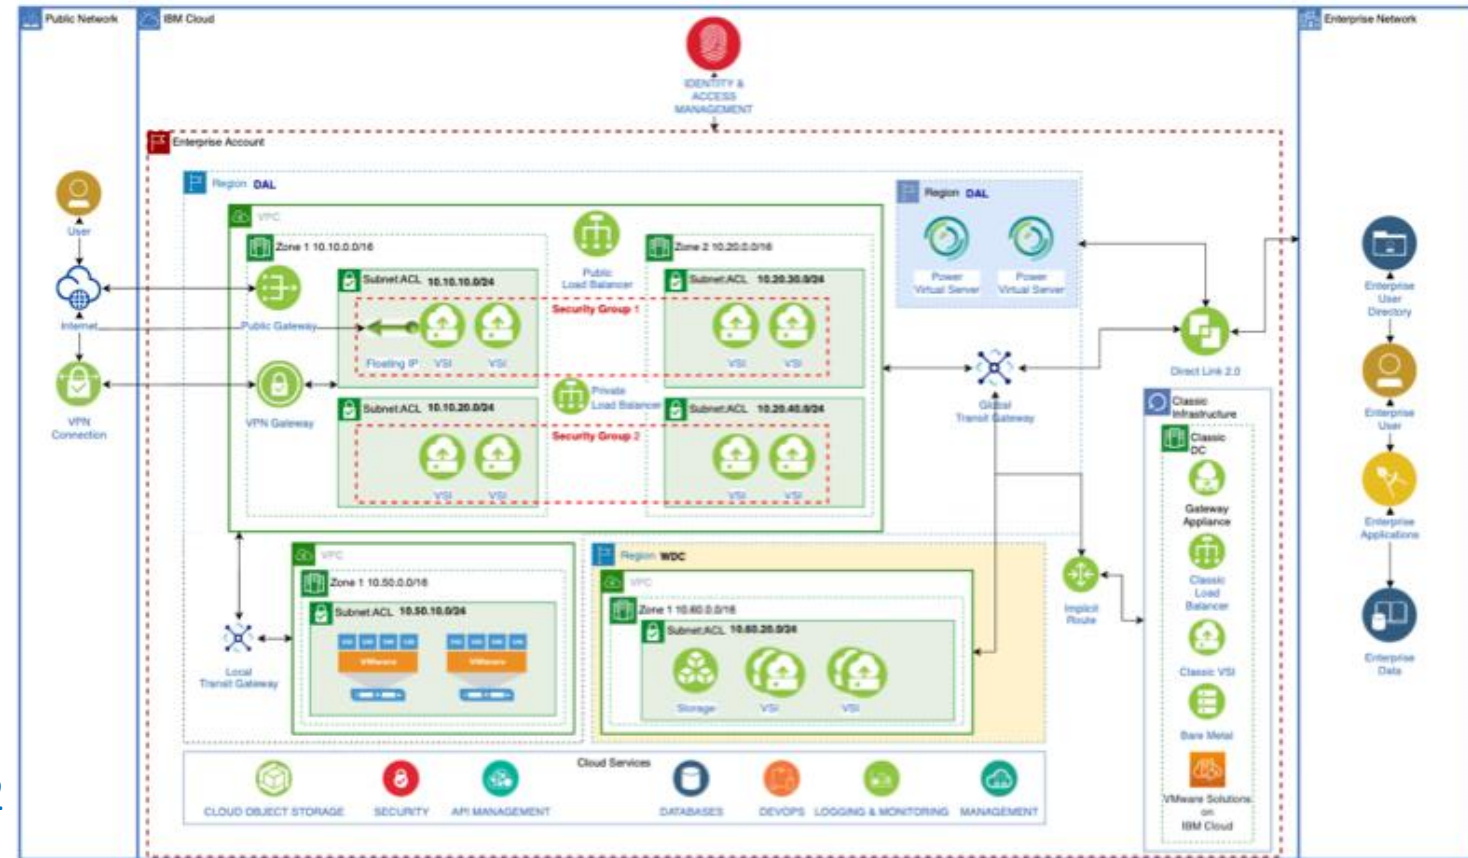 Public Network
IBM Cloud
Enterprise Network
IDENTITY &
ACCESS
MANAGEMENT
Enterprise Account
Region DAL
VPC
Zone 1 10.10.0.0/16
Public
Load Balancer
Zone 2 10.20.0.0/16
Region DAL
Power
Virtual Server
Power
Virtual Server
User
Internet
VPN
Connection
Public Gateway
VPN Gateway
Subnet:ACL 10.10.10.0/24
Floating IP
VSI
VSI
Security Group 1
Subnet:ACL 10.20.30.0/24
VSI
VSI
Private
Load Balancer
Subnet:ACL 10.10.20.0/24
VSI
VSI
Security Group 2
Subnet:ACL 10.20.40.0/24
VSI
VSI
Global
Transit Gateway
Direct Link 2.0
Enterprise
User
Directory
Enterprise
User
Enterprise
Applications
Enterprise
Data
Classic
Infrastructure
Classic
DC
Gateway
Appliance
Classic
Load
Balancer
Classic VSI
Bare Metal
VMware Solutions
on
IBM Cloud
Implicit
Route
Local
Transit Gateway
VPC
Zone 1 10.50.0.0/16
Subnet:ACL 10.50.10.0/24
VMware
VMware
Region WDC
VPC
Zone 1 10.60.0.0/16
Subnet:ACL 10.60.20.0/24
Storage
VSI
VSI
Cloud Services
CLOUD OBJECT STORAGE
SECURITY
API MANAGEMENT
DATABASES
DEVOPS
LOGGING & MONITORING
MANAGEMENT